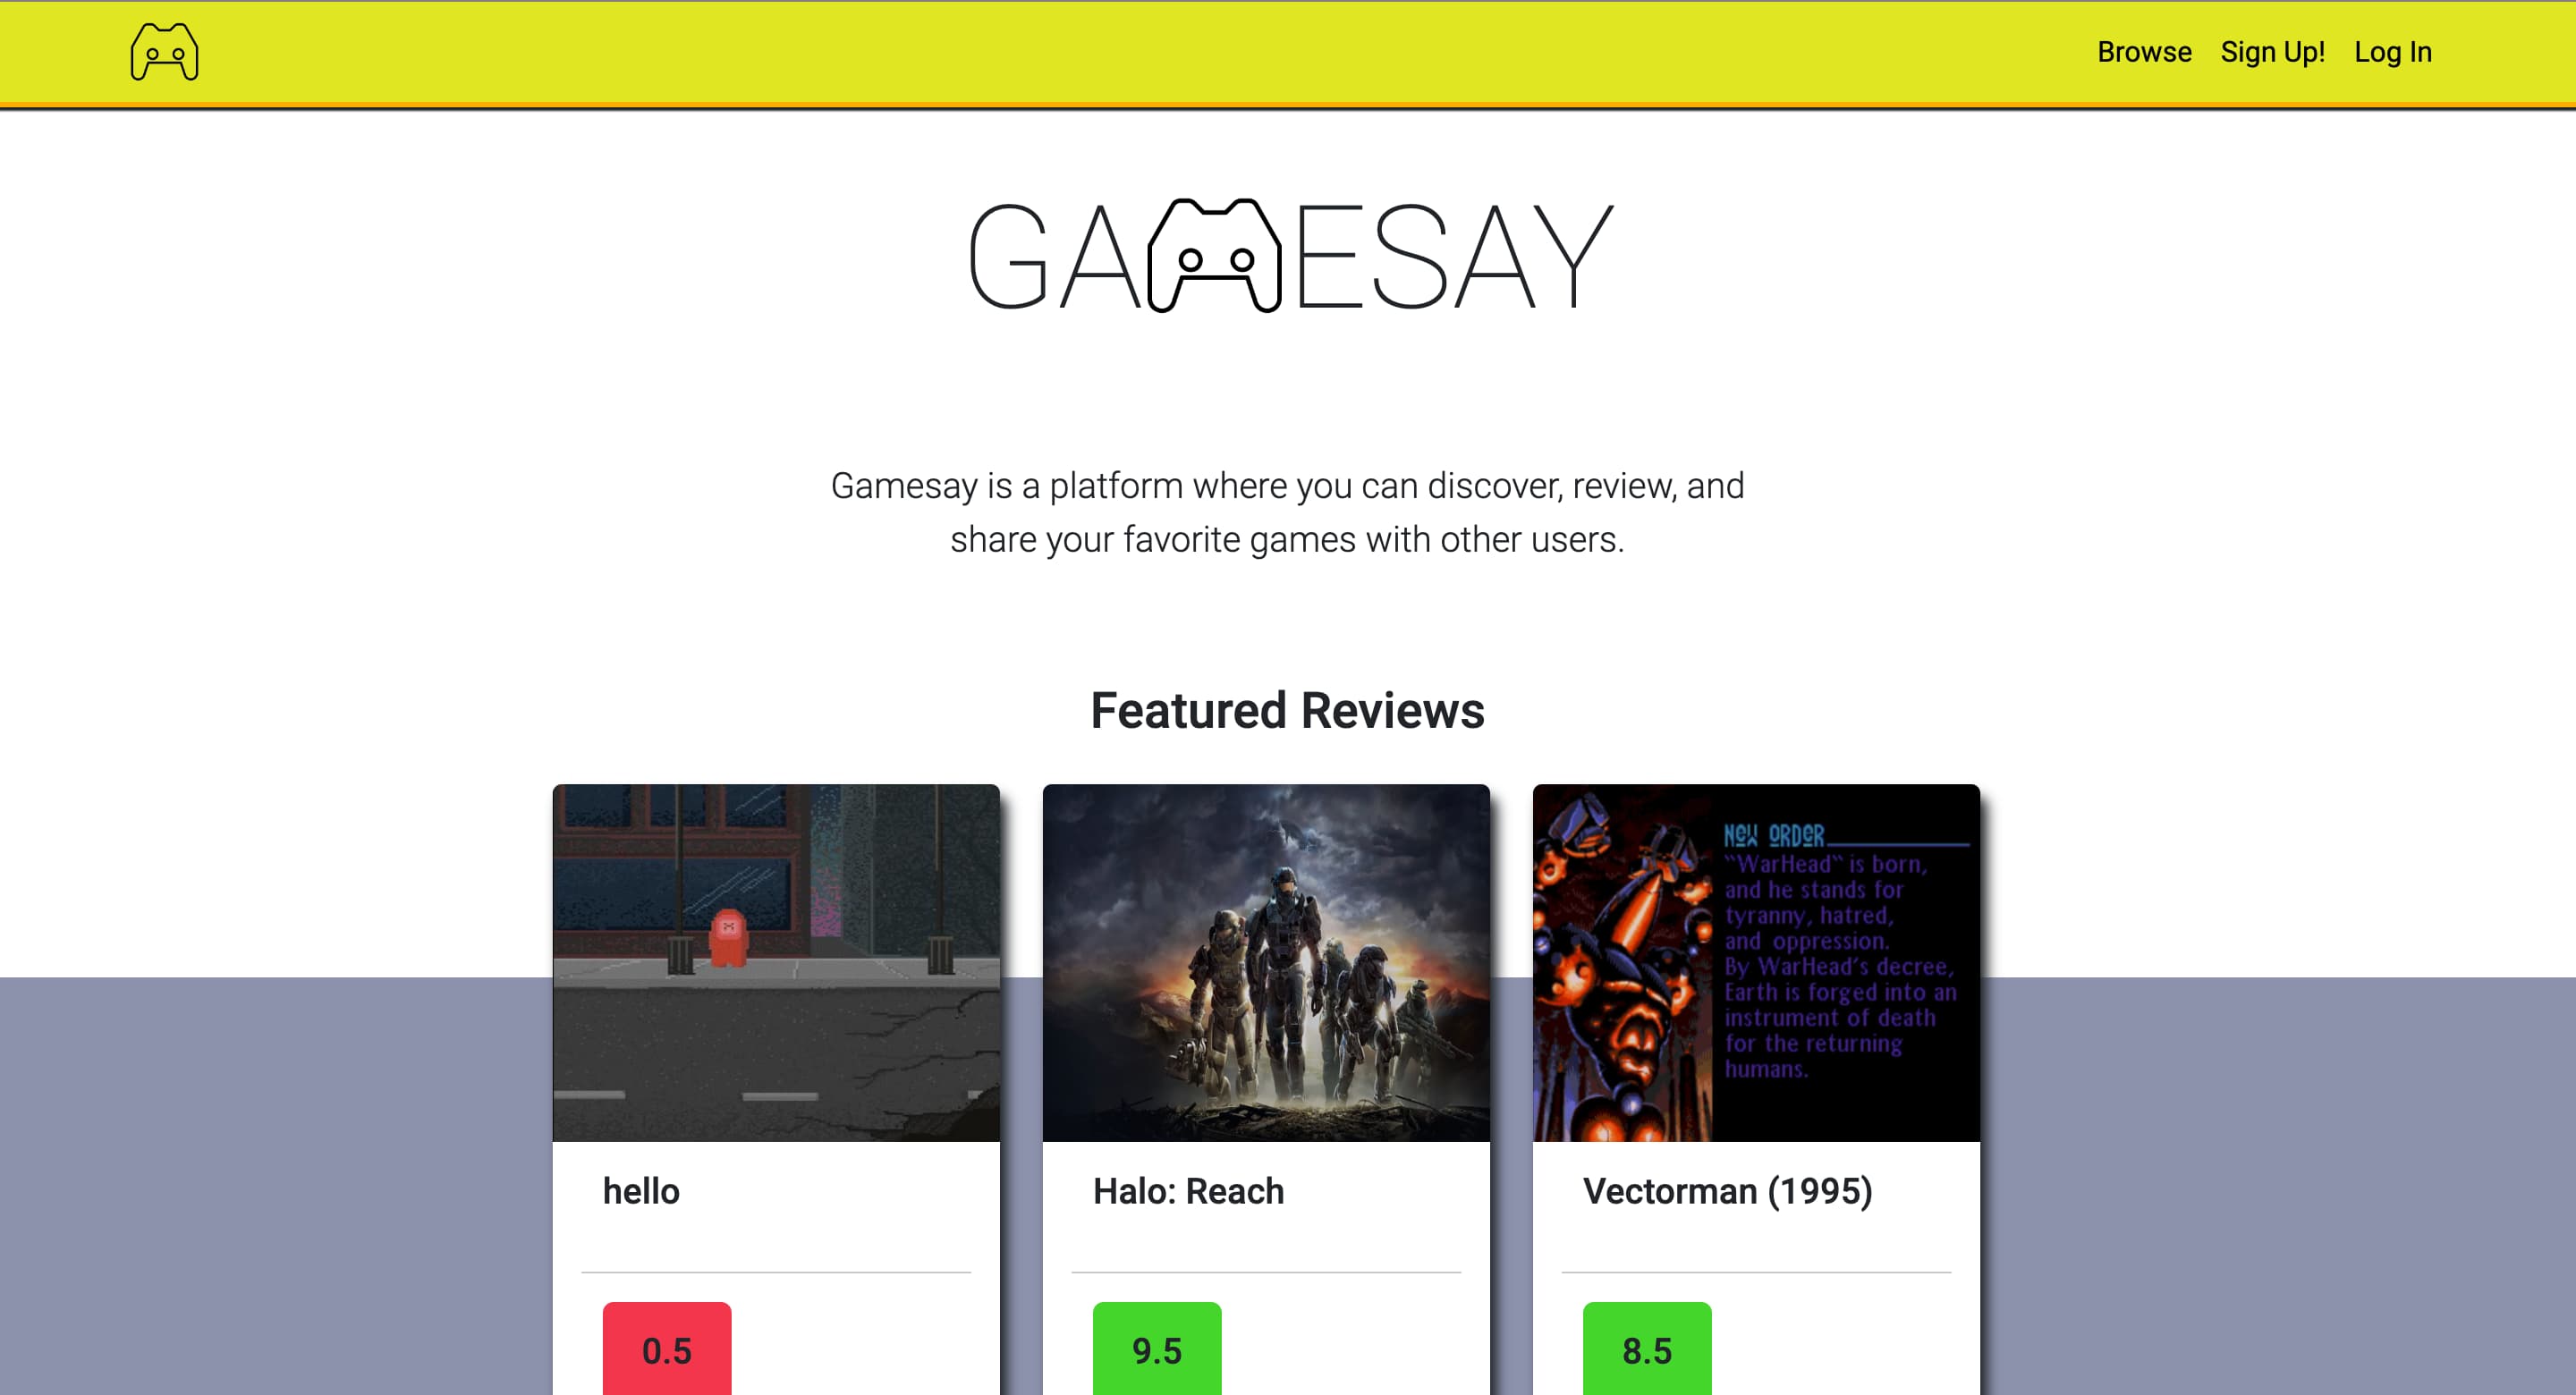 Browse Sign Up! Log In
GAMESAY
Gamesay is a platform where you can discover, review, and
share your favorite games with other users.
Featured Reviews
NEW ORDER
“WarHead“ is born,
and he stands for
tyranny, hatred,
and oppression.
By WarHead's decree,
Earth is forged into an
instrument of death
for the returning
humans.
hello
Halo: Reach
Vectorman (1995)
0.5
9.5
8.5